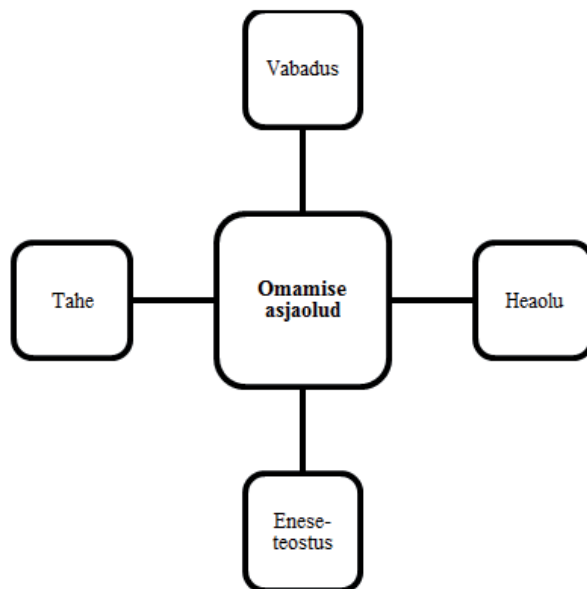 Vabadus
Tahe
Omamise
asjaolud
Heaolu
Enese-
teostus